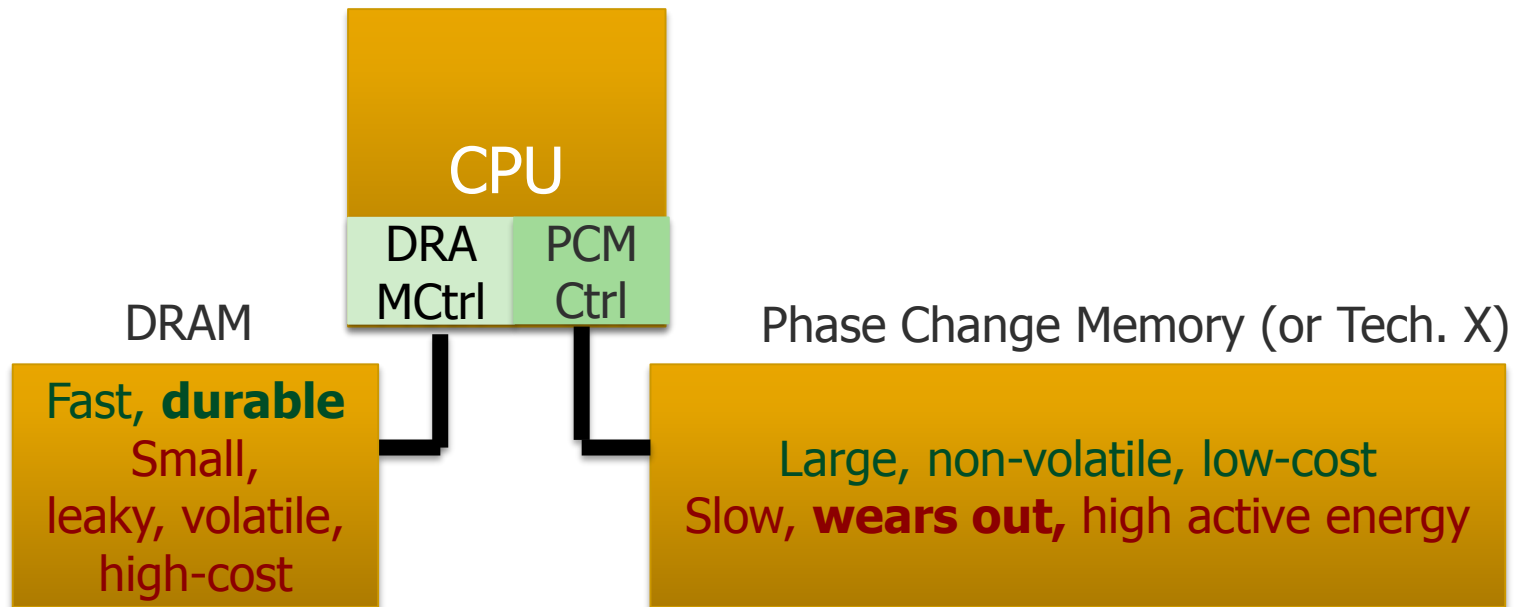 CPU
DRA
MCtrl
PCM
Ctrl
DRAM
Fast, durable
Small,
leaky, volatile,
high-cost
Phase Change Memory (or Tech. X)
Large, non-volatile, low-cost
Slow, wears out, high active energy